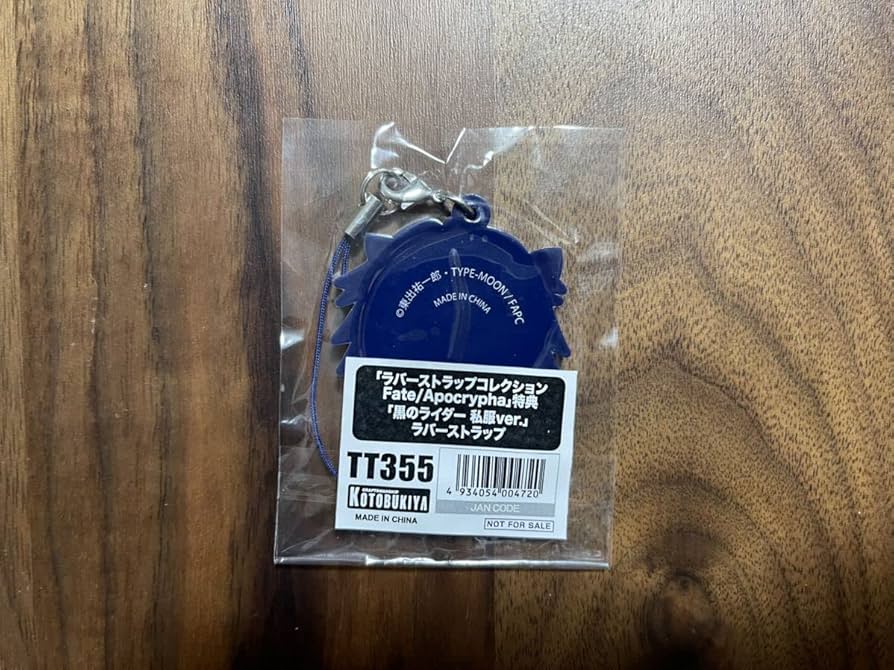 ©東出祐一郎・TYPE-MOON / FAPC
MADE IN CHINA
「ラバーストラップコレクション
Fate/Apocrypha」特典
「黒のライダー 私服ver.」
ラバーストラップ
TT355
CRAFTSMANSHIP
KOTOBUKIYA
MADE IN CHINA
4 934054 004720
JAN CODE
NOT FOR SALE